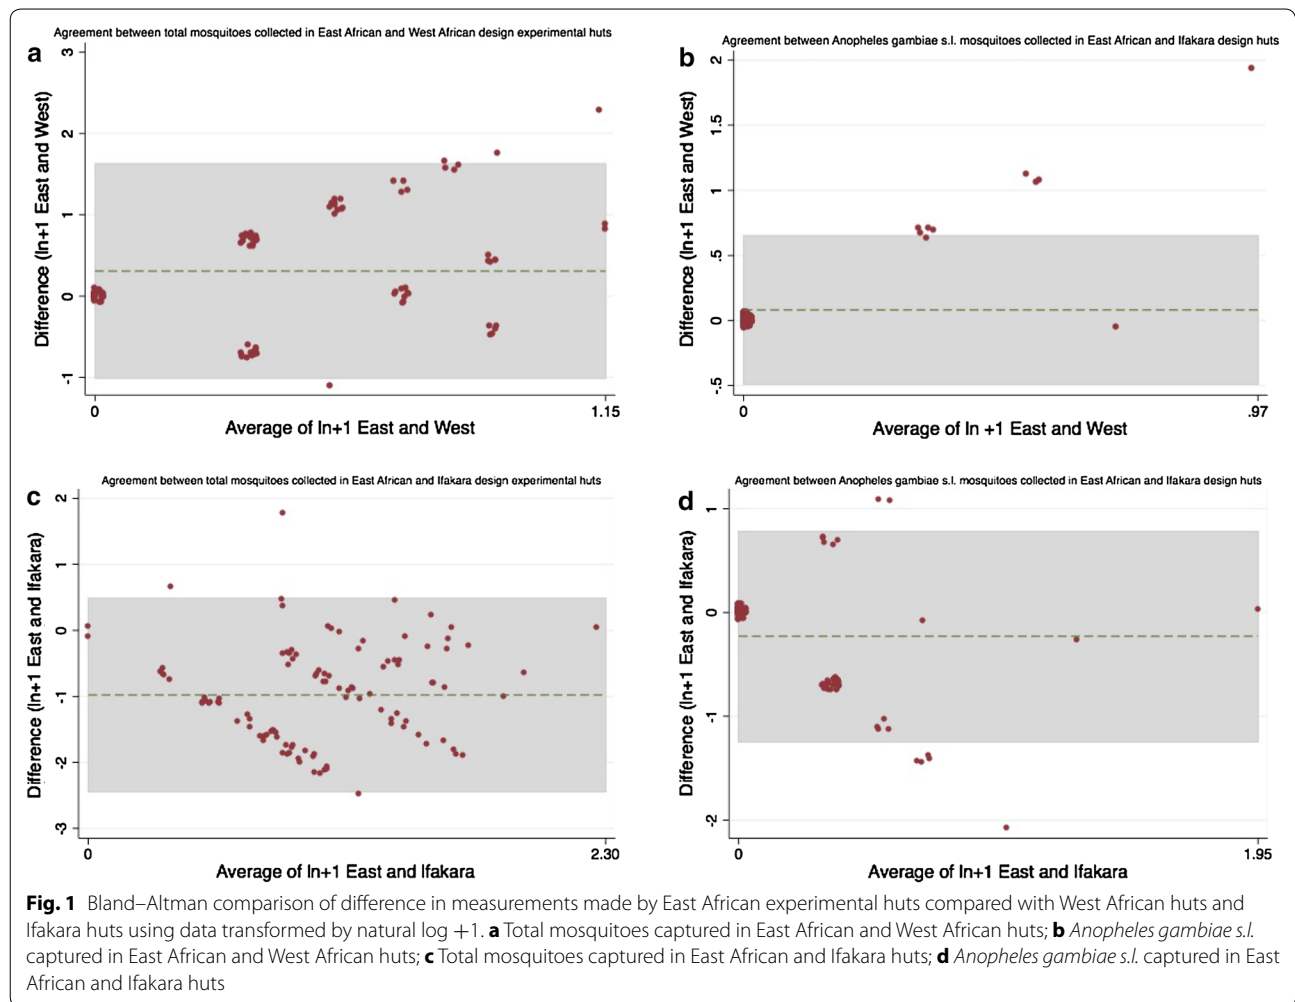 a
Agreement between total mosquitoes collected in East African and West African design experimental huts
3
2
1
0
-1
Difference (ln+1 East and West)
0
1.15
Average of ln+1 East and West
b
Agreement between Anopheles gambiae s.l. mosquitoes collected in East African and Ifakara design huts
2
1.5
1
.5
0
-.5
Difference (ln+1 East and West)
0
.97
Average of ln +1 East and West
c
Agreement between total mosquitoes collected in East African and Ifakara design experimental huts
2
1
0
-1
-2
-3
Difference (ln+1 East and Ifakara)
0
2.30
Average of ln+1 East and Ifakara
d
Agreement between Anopheles gambiae s.l. mosquitoes collected in East African and Ifakara design huts
1
0
-1
-2
Difference (ln+1 East and Ifakara)
0
1.95
Average of ln+1 East and Ifakara
Fig. 1 Bland–Altman comparison of difference in measurements made by East African experimental huts compared with West African huts and
Ifakara huts using data transformed by natural log +1. a Total mosquitoes captured in East African and West African huts; b Anopheles gambiae s.l.
captured in East African and West African huts; c Total mosquitoes captured in East African and Ifakara huts; d Anopheles gambiae s.l. captured in East
African and Ifakara huts